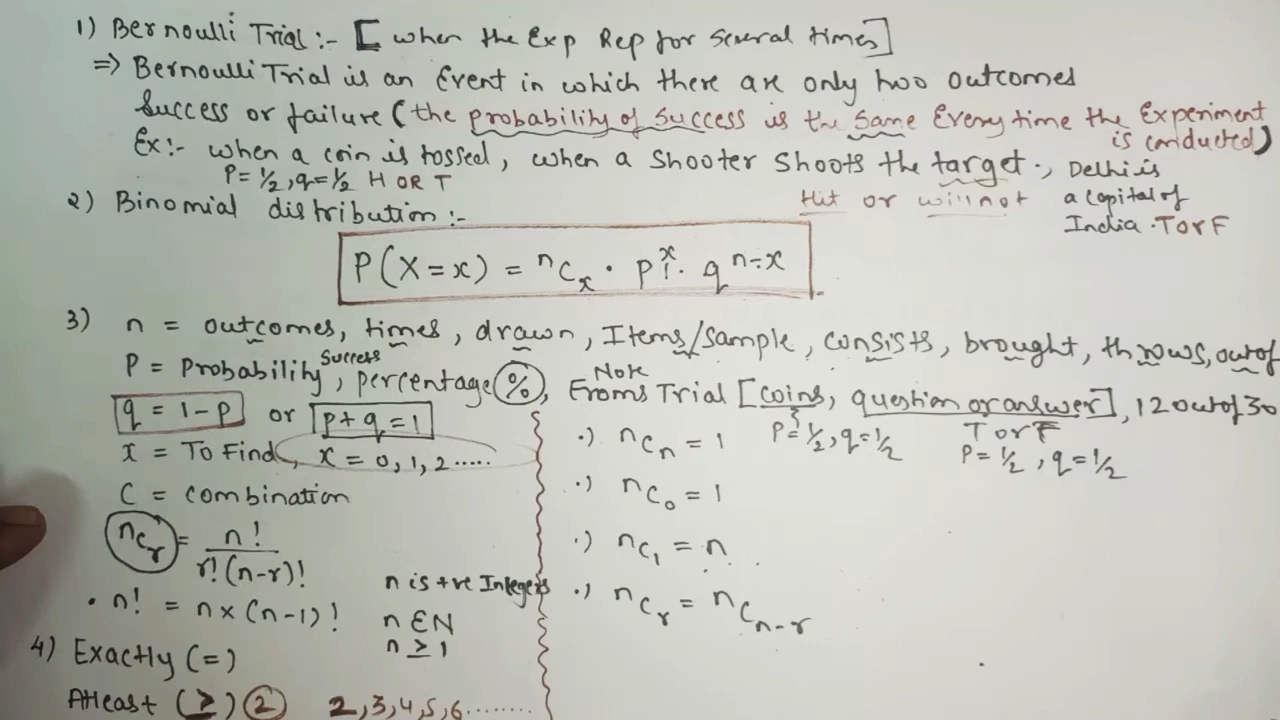 1) Bernoulli Trial :- [ when the Exp Rep for several times]
⇒ Bernoulli Trial is an Event in which there are only two outcomes
Success or failure ( the probability of success is the same Every time the Experiment
is conducted)
Ex :- when a coin is tossed, when a Shooter Shoots the target., Delhi is
P= 1/2, q= 1/2 H OR T
Hit or will not a capital of
India. T or F
2) Binomial distribution :-
P(X=x) = nCx . p^x . q^n-x
3) n = outcomes, times, drawn, Items/Sample, consists, brought, throws, out of
P = Probability Success, percentage (%), From Trial [coins, question or answer], 12 out of 30
Note
q = 1-p or p+q = 1
P= 1/2, q= 1/2
T or F
P= 1/2, q= 1/2
x = To Find, x = 0, 1, 2 .....
C = combination
nCr = n! / r! (n-r)!
n is +ve Integers
. n! = n x (n-1)! n ∈ N
n ≥ 1
.) nCn = 1
.) nC0 = 1
.) nC1 = n
.) nCr = nCn-r
4) Exactly (=)
Atleast (≥) 2 2,3,4,5,6........